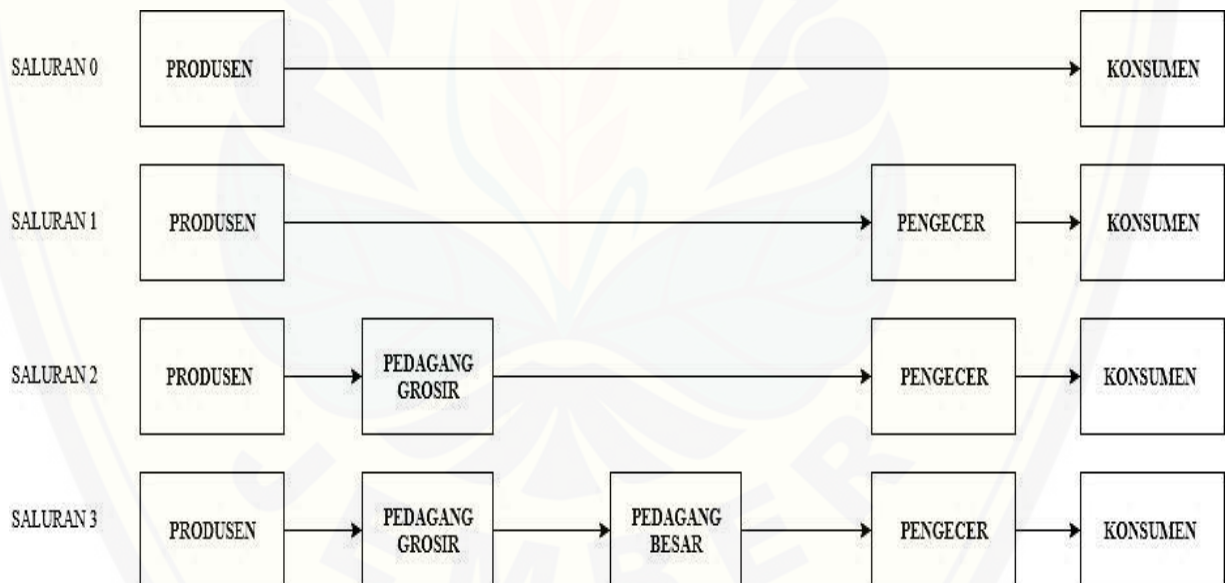 SALURAN 0 PRODUSEN KONSUMEN
SALURAN 1 PRODUSEN PENGECER KONSUMEN
SALURAN 2 PRODUSEN PEDAGANG GROSIR PENGECER KONSUMEN
SALURAN 3 PRODUSEN PEDAGANG GROSIR PEDAGANG BESAR PENGECER KONSUMEN
JEMBER